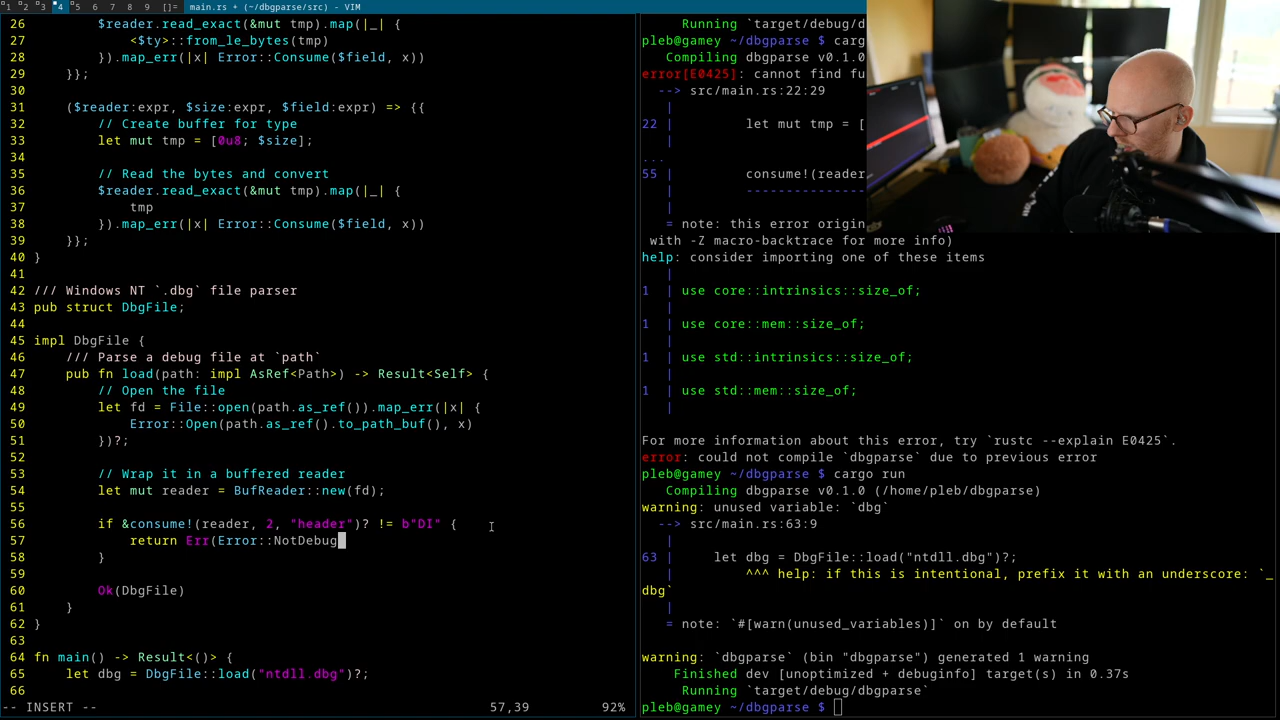 1 2 3 4 5 6 7 8 9 []= main.rs + (~/dbgparse/src) - VIM
26         $reader.read_exact(&mut tmp).map(|_| {
27             <$ty>::from_le_bytes(tmp)
28         }).map_err(|x| Error::Consume($field, x))
29     }};
30
31     ($reader:expr, $size:expr, $field:expr) => {{
32         // Create buffer for type
33         let mut tmp = [0u8; $size];
34
35         // Read the bytes and convert
36         $reader.read_exact(&mut tmp).map(|_| {
37             tmp
38         }).map_err(|x| Error::Consume($field, x))
39     }};
40 }
41
42 /// Windows NT `.dbg` file parser
43 pub struct DbgFile;
44
45 impl DbgFile {
46     /// Parse a debug file at `path`
47     pub fn load(path: impl AsRef<Path>) -> Result<Self> {
48         // Open the file
49         let fd = File::open(path.as_ref()).map_err(|x| {
50             Error::Open(path.as_ref().to_path_buf(), x)
51         })?;
52
53         // Wrap it in a buffered reader
54         let mut reader = BufReader::new(fd);
55
56         if &consume!(reader, 2, "header")? != b"DI" {
57             return Err(Error::NotDebug
58         }
59
60         Ok(DbgFile)
61     }
62 }
63
64 fn main() -> Result<()> {
65     let dbg = DbgFile::load("ntdll.dbg")?;
66
-- INSERT -- 57,39 92%
Running `target/debug/d
pleb@gamey ~/dbgparse $ carg
Compiling dbgparse v0.1.0
error[E0425]: cannot find fu
--> src/main.rs:22:29
|
22 | let mut tmp = [
|
...
55 | consume!(reader
| ---------------
|
= note: this error origin
with -Z macro-backtrace for more info)
help: consider importing one of these items
|
1 | use core::intrinsics::size_of;
|
1 | use core::mem::size_of;
|
1 | use std::intrinsics::size_of;
|
1 | use std::mem::size_of;
|

For more information about this error, try `rustc --explain E0425`.
error: could not compile `dbgparse` due to previous error
pleb@gamey ~/dbgparse $ cargo run
Compiling dbgparse v0.1.0 (/home/pleb/dbgparse)
warning: unused variable: `dbg`
--> src/main.rs:63:9
|
63 | let dbg = DbgFile::load("ntdll.dbg")?;
| ^^^ help: if this is intentional, prefix it with an underscore: `_
dbg`
|
= note: `#[warn(unused_variables)]` on by default

warning: `dbgparse` (bin "dbgparse") generated 1 warning
Finished dev [unoptimized + debuginfo] target(s) in 0.37s
Running `target/debug/dbgparse`
pleb@gamey ~/dbgparse $